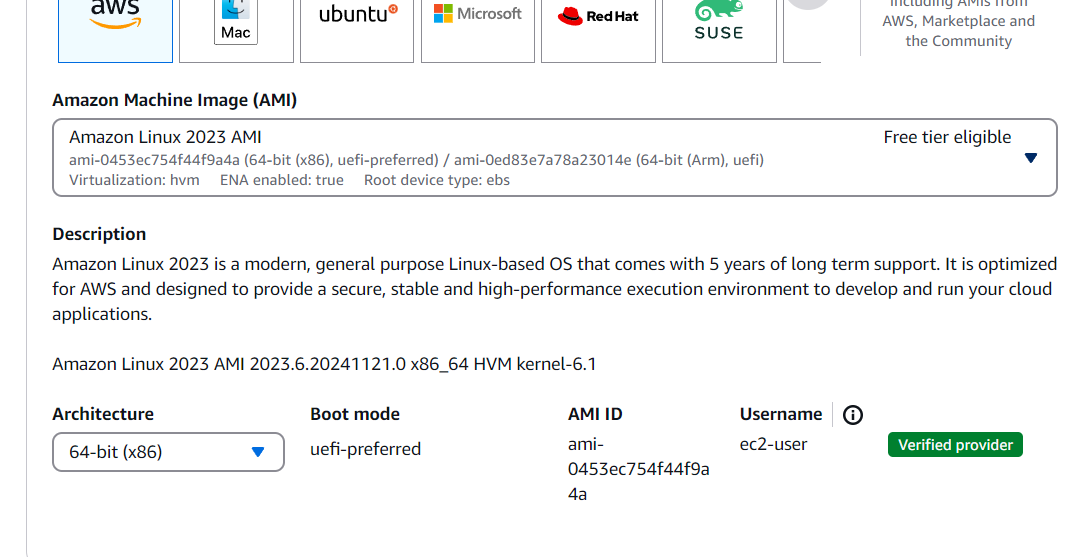 aws
Mac
ubuntu
Microsoft
Red Hat
SUSE
including AMIs from
AWS, Marketplace and
the Community
Amazon Machine Image (AMI)
Amazon Linux 2023 AMI
Free tier eligible
ami-0453ec754f44f9a4a (64-bit (x86), uefi-preferred) / ami-0ed83e7a78a23014e (64-bit (Arm), uefi)
Virtualization: hvm ENA enabled: true Root device type: ebs
Description
Amazon Linux 2023 is a modern, general purpose Linux-based OS that comes with 5 years of long term support. It is optimized
for AWS and designed to provide a secure, stable and high-performance execution environment to develop and run your cloud
applications.
Amazon Linux 2023 AMI 2023.6.20241121.0 x86_64 HVM kernel-6.1
Architecture
64-bit (x86)
Boot mode
uefi-preferred
AMI ID
ami-
0453ec754f44f9a
4a
Username
ec2-user
Verified provider